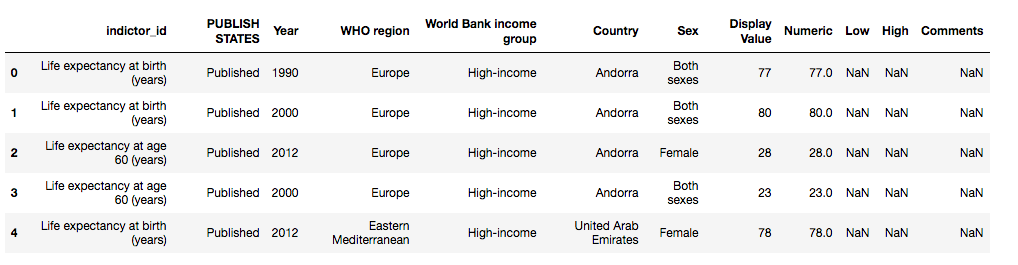 indictor_id PUBLISH STATES Year WHO region World Bank income group Country Sex Display Value Numeric Low High Comments
0 Life expectancy at birth (years) Published 1990 Europe High-income Andorra Both sexes 77 77.0 NaN NaN NaN
1 Life expectancy at birth (years) Published 2000 Europe High-income Andorra Both sexes 80 80.0 NaN NaN NaN
2 Life expectancy at age 60 (years) Published 2012 Europe High-income Andorra Female 28 28.0 NaN NaN NaN
3 Life expectancy at age 60 (years) Published 2000 Europe High-income Andorra Both sexes 23 23.0 NaN NaN NaN
4 Life expectancy at birth (years) Published 2012 Eastern Mediterranean High-income United Arab Emirates Female 78 78.0 NaN NaN NaN